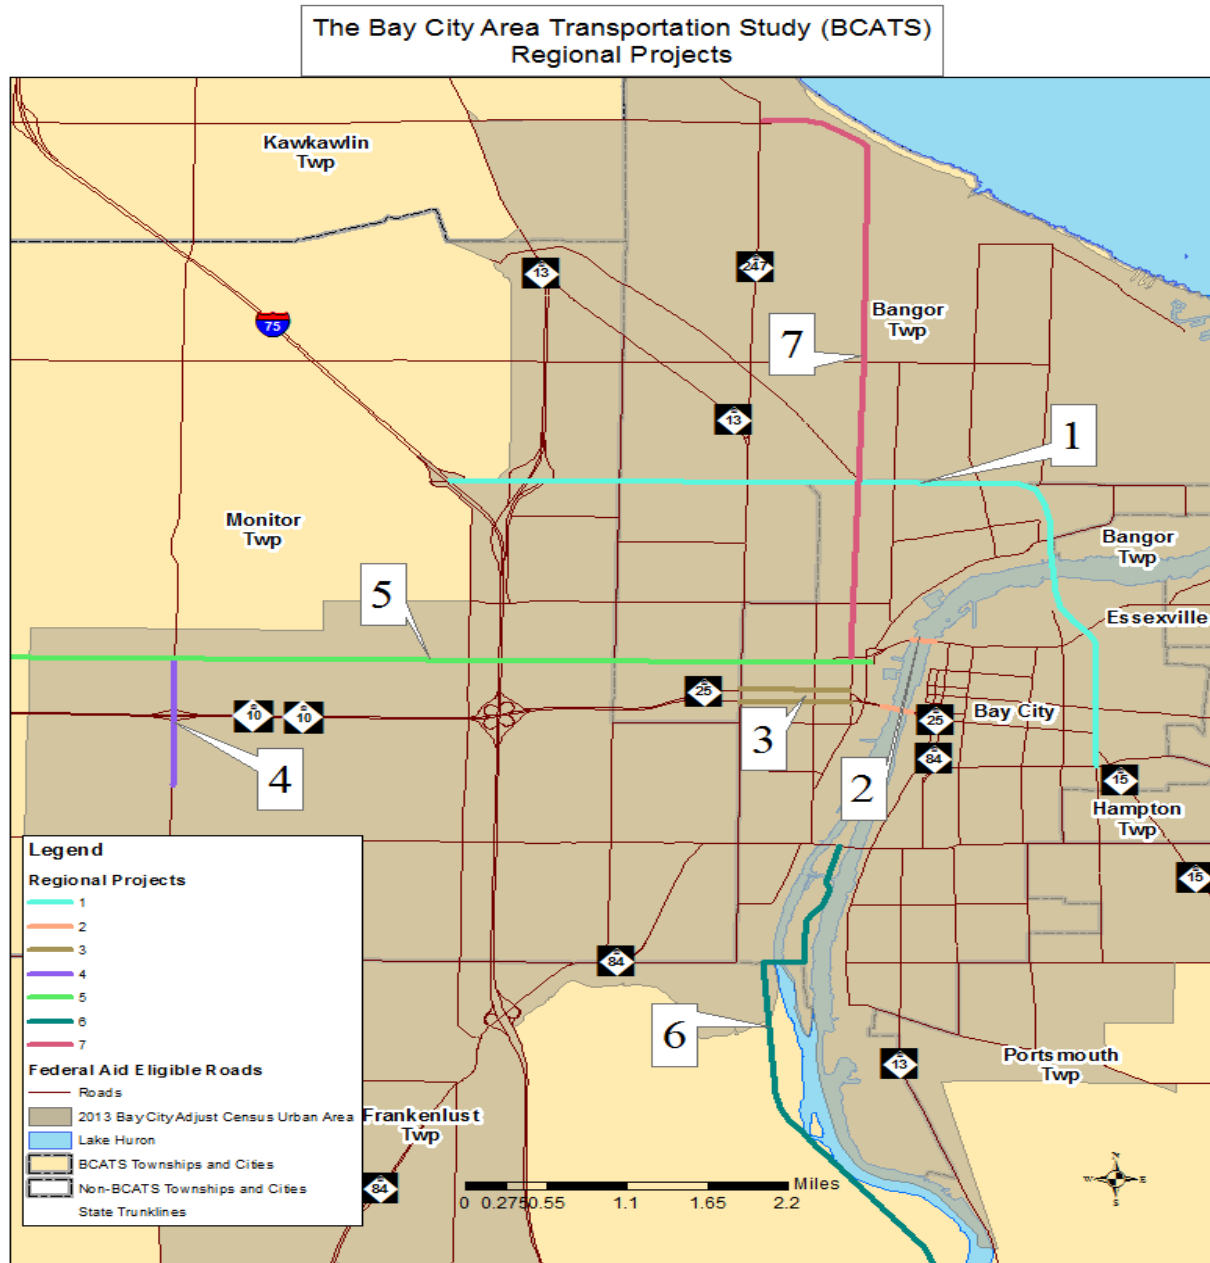 The Bay City Area Transportation Study (BCATS)
Regional Projects
Kawkawlin
Twp
13
247
75
Bangor
Twp
7
13
1
Monitor
Twp
Bangor
Twp
5
Essexville
25
10
10
3
Bay City
25
4
2
84
15
Hampton
Twp
15
84
6
13
Portsmouth
Twp
Frankenlust
Twp
84
Legend
Regional Projects
1
2
3
4
5
6
7
Federal Aid Eligible Roads
Roads
2013 Bay City Adjust Census Urban Area
Lake Huron
BCATS Townships and Cities
Non-BCATS Townships and Cities
State Trunklines
Miles
0 0.275 0.55 1.1 1.65 2.2
N
W E
S